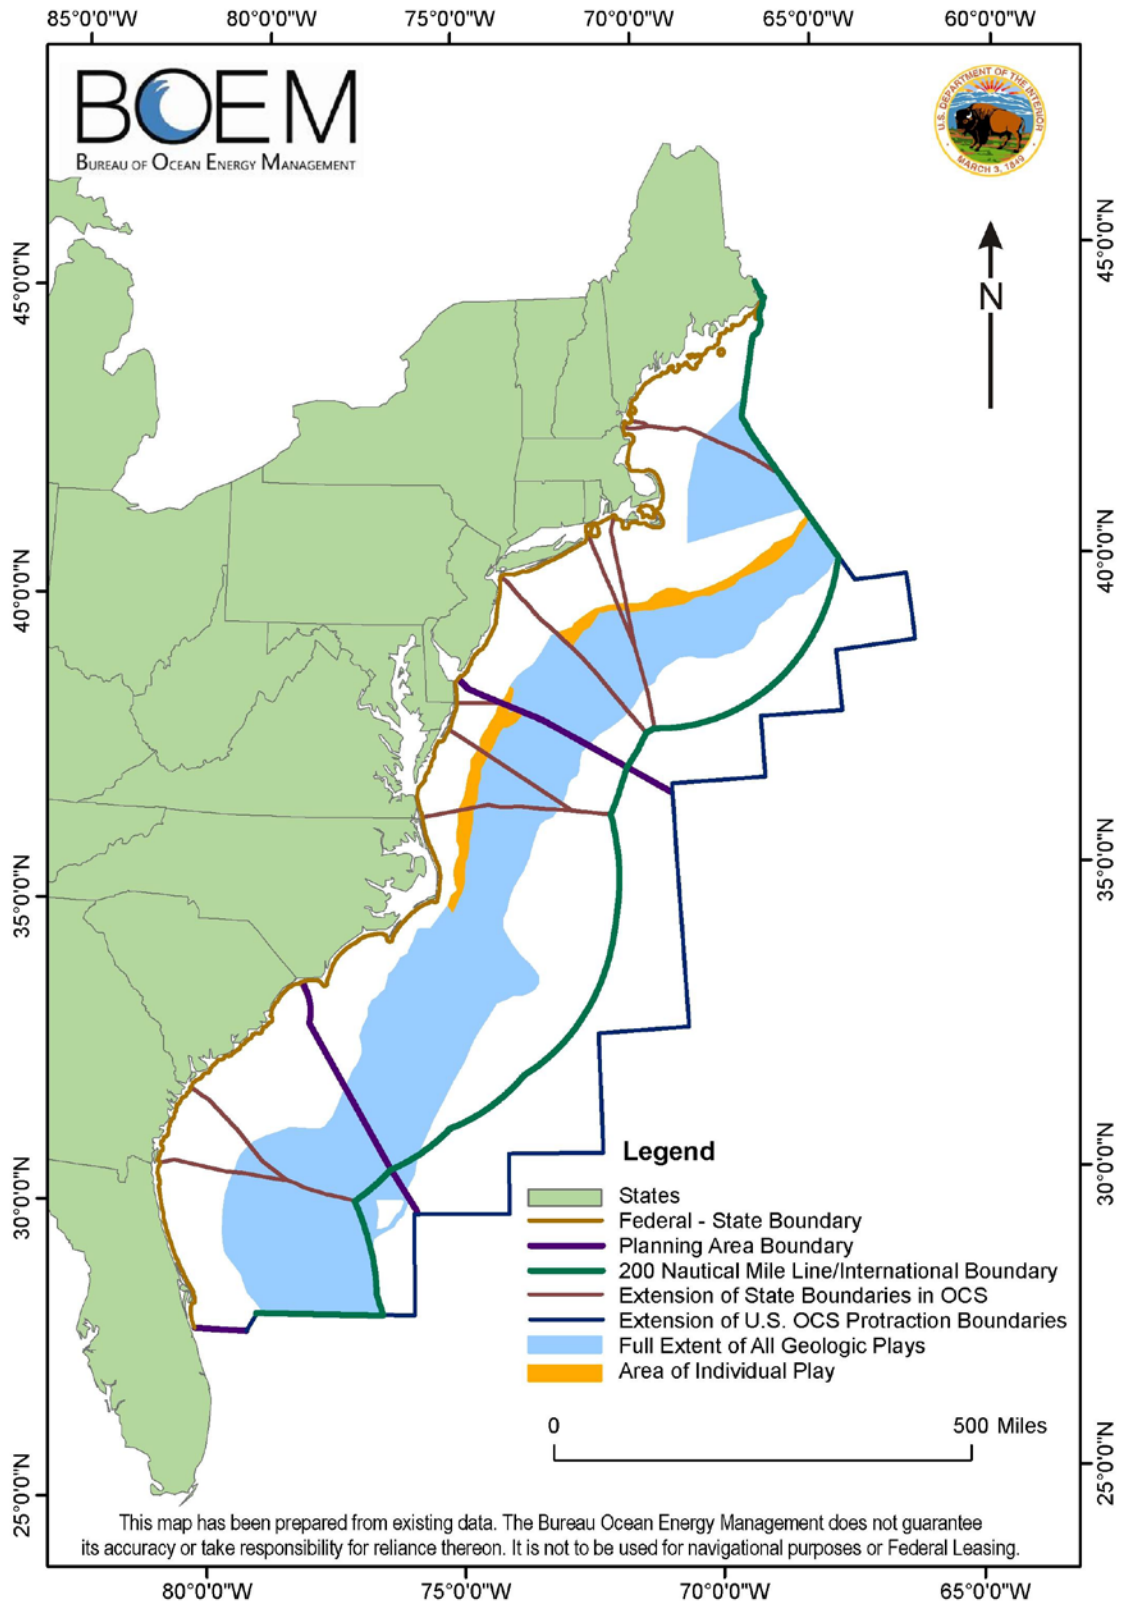 85°0'0"W 80°0'0"W 75°0'0"W 70°0'0"W 65°0'0"W 60°0'0"W
BOEM
BUREAU OF OCEAN ENERGY MANAGEMENT
U.S. DEPARTMENT OF THE INTERIOR
MARCH 3, 1849
N
45°0'0"N
40°0'0"N
35°0'0"N
30°0'0"N
25°0'0"N
45°0'0"N
40°0'0"N
35°0'0"N
30°0'0"N
25°0'0"N
Legend
States
Federal - State Boundary
Planning Area Boundary
200 Nautical Mile Line/International Boundary
Extension of State Boundaries in OCS
Extension of U.S. OCS Protraction Boundaries
Full Extent of All Geologic Plays
Area of Individual Play
0 500 Miles
This map has been prepared from existing data. The Bureau Ocean Energy Management does not guarantee
its accuracy or take responsibility for reliance thereon. It is not to be used for navigational purposes or Federal Leasing.
80°0'0"W 75°0'0"W 70°0'0"W 65°0'0"W